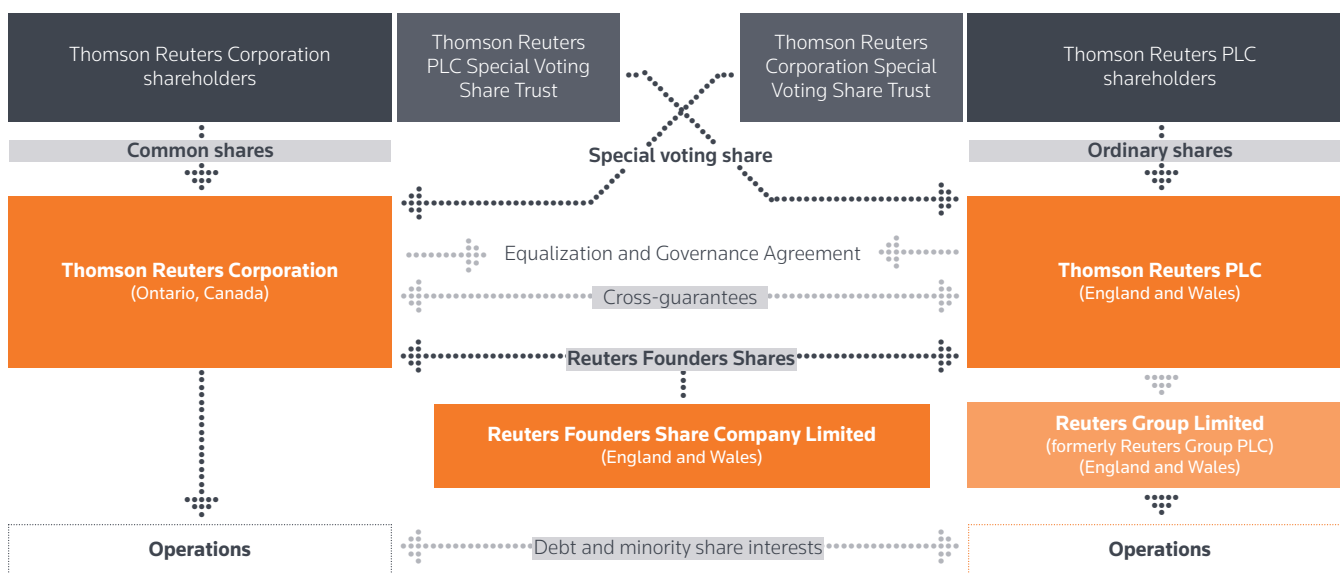 Thomson Reuters Corporation
shareholders
Thomson Reuters
PLC Special Voting
Share Trust
Thomson Reuters
Corporation Special
Voting Share Trust
Thomson Reuters PLC
shareholders
Common shares
Special voting share
Ordinary shares
Thomson Reuters Corporation
(Ontario, Canada)
Equalization and Governance Agreement
Cross-guarantees
Thomson Reuters PLC
(England and Wales)
Reuters Founders Shares
Reuters Founders Share Company Limited
(England and Wales)
Reuters Group Limited
(formerly Reuters Group PLC)
(England and Wales)
Operations
Debt and minority share interests
Operations